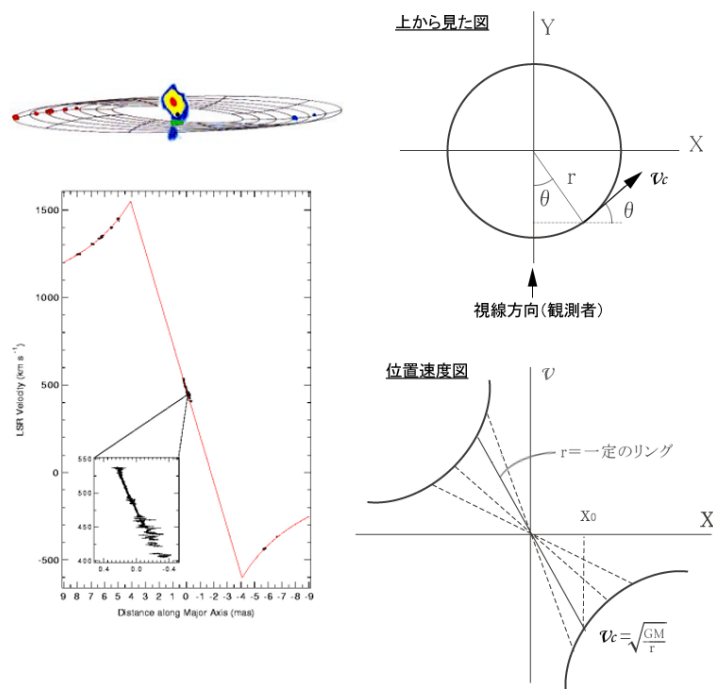 1500
1000
500
0
-500
LSR Velocity (km s⁻¹)
550
500
450
400
0.4 0.0 -0.4
9 8 7 6 5 4 3 2 1 0 -1 -2 -3 -4 -5 -6 -7 -8 -9
Distance along Major Axis (mas)
上から見た図
Y
X
r
θ
v_c
θ
視線方向(観測者)
位置速度図
v
r=一定のリング
X₀
X
v_c=√(GM/r)